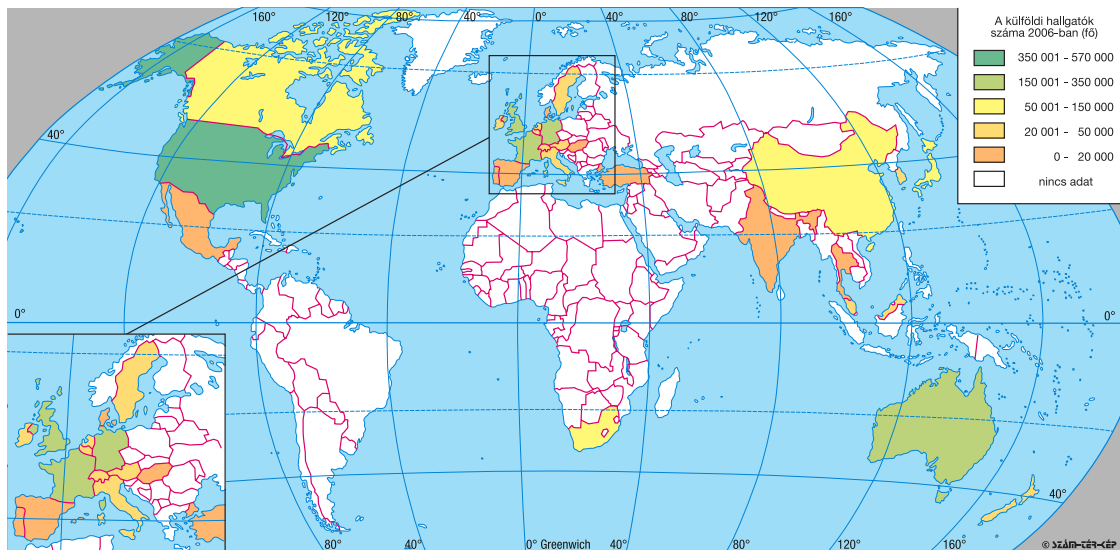 160° 120° 80° 40° 0° 40° 80° 120° 160°
A külföldi hallgatók
száma 2006-ban (fő)
350 001 - 570 000
150 001 - 350 000
50 001 - 150 000
20 001 - 50 000
0 - 20 000
nincs adat
40°
0° 0°
40°
80° 40° 0° Greenwich 40° 80° 120° 160°
© SZÁM-TÉR-KÉP